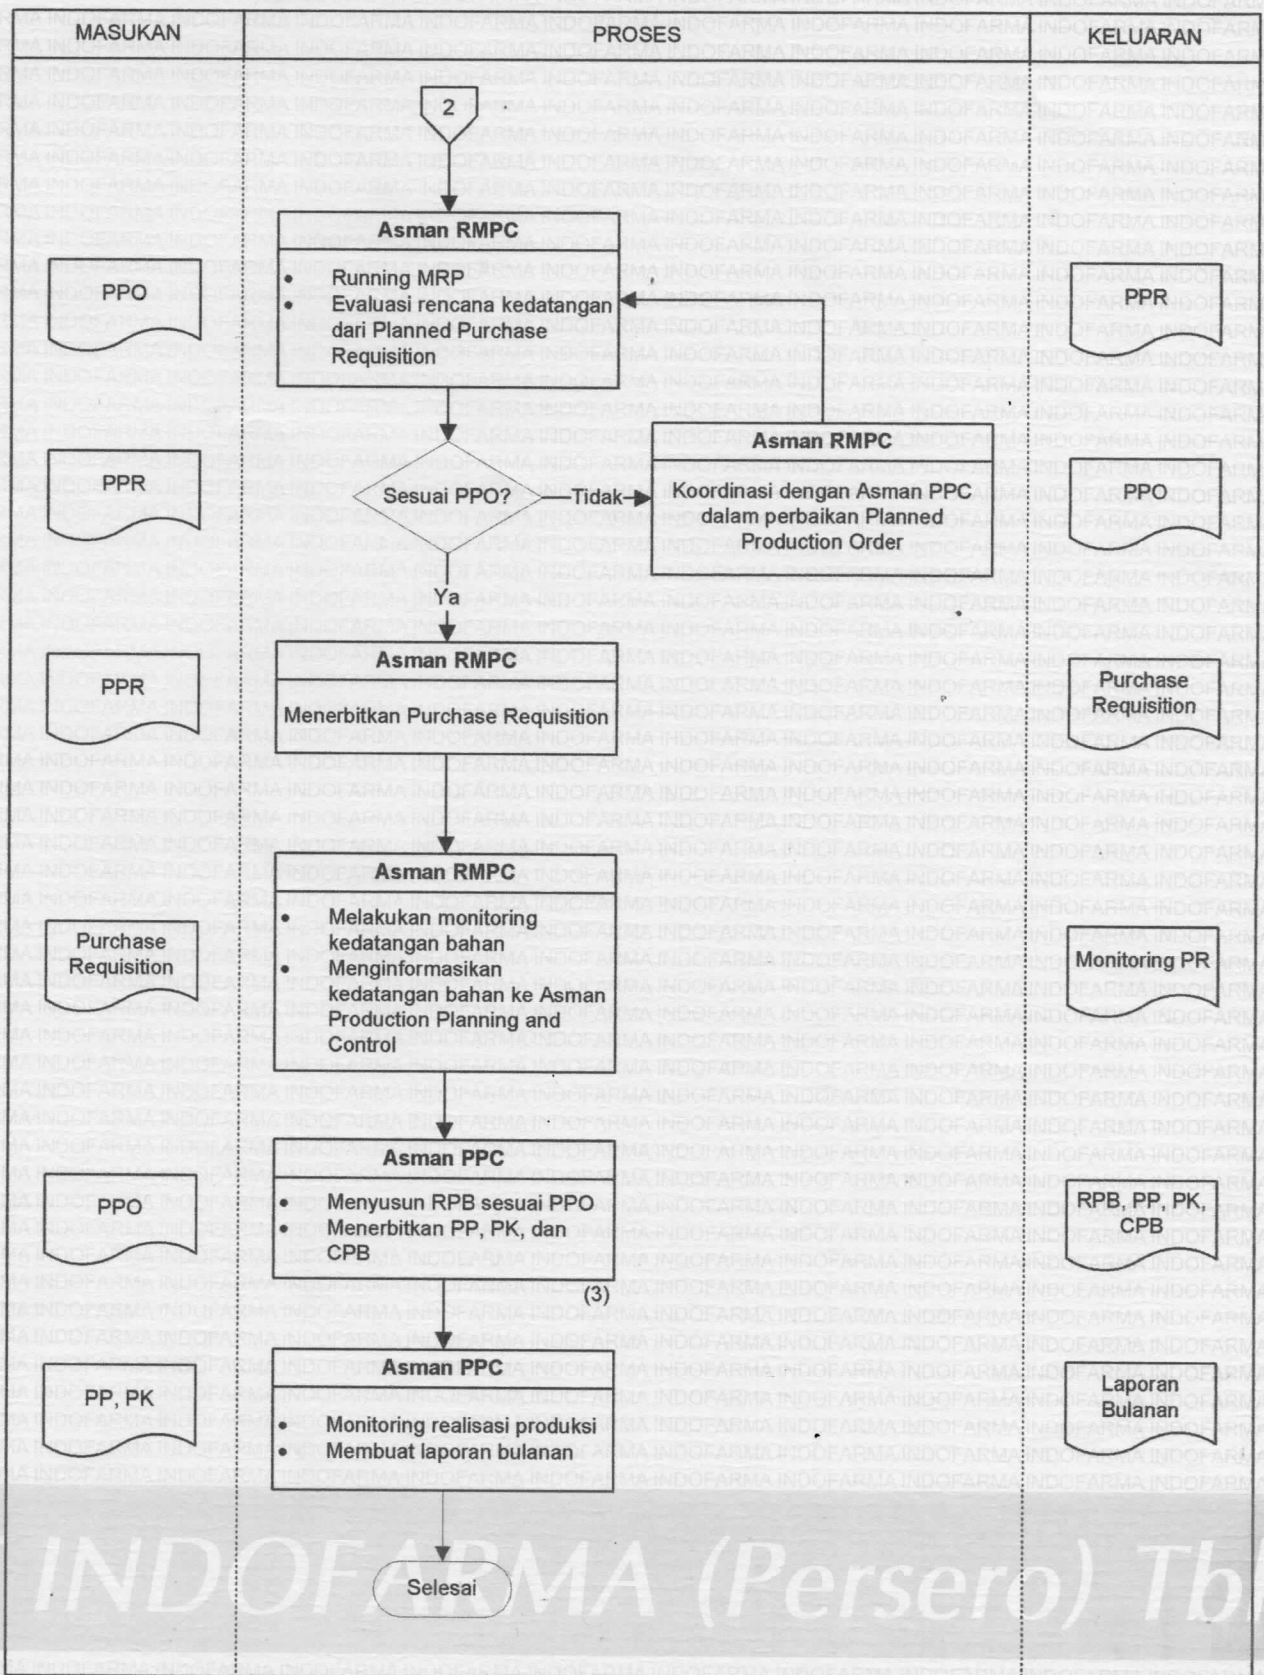 MASUKAN
PROSES
KELUARAN
2
Asman RMPC
PPO
• Running MRP
• Evaluasi rencana kedatangan
dari Planned Purchase
Requisition
PPR
PPR
Sesuai PPO?
Tidak
Asman RMPC
Koordinasi dengan Asman PPC
dalam perbaikan Planned
Production Order
PPO
Ya
PPR
Asman RMPC
Menerbitkan Purchase Requisition
Purchase
Requisition
Purchase
Requisition
Asman RMPC
• Melakukan monitoring
kedatangan bahan
• Menginformasikan
kedatangan bahan ke Asman
Production Planning and
Control
Monitoring PR
PPO
Asman PPC
• Menyusun RPB sesuai PPO
• Menerbitkan PP, PK, dan
CPB
RPB, PP, PK,
CPB
(3)
PP, PK
Asman PPC
• Monitoring realisasi produksi
• Membuat laporan bulanan
Laporan
Bulanan
Selesai
INDOFARMA (Persero) Tb